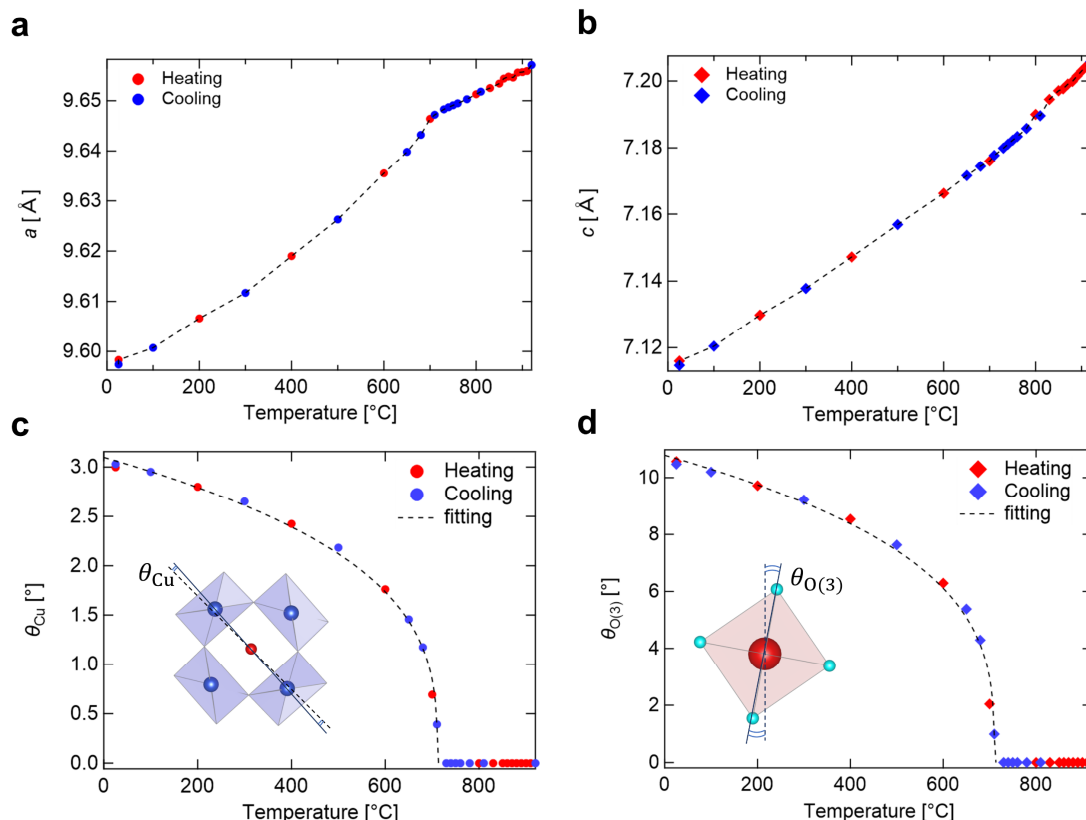 a
Heating
Cooling
9.65
9.64
9.63
9.62
9.61
9.60
a [ Å]
0
200
400
600
800
Temperature [°C]
b
Heating
Cooling
7.20
7.18
7.16
7.14
7.12
c [ Å]
0
200
400
600
800
Temperature [°C]
c
Heating
Cooling
fitting
3.0
2.5
2.0
1.5
1.0
0.5
0.0
θCu [°]
θCu
0
200
400
600
800
Temperature [°C]
d
Heating
Cooling
fitting
10
8
6
4
2
0
θO(3) [°]
θO(3)
0
200
400
600
800
Temperature [°C]